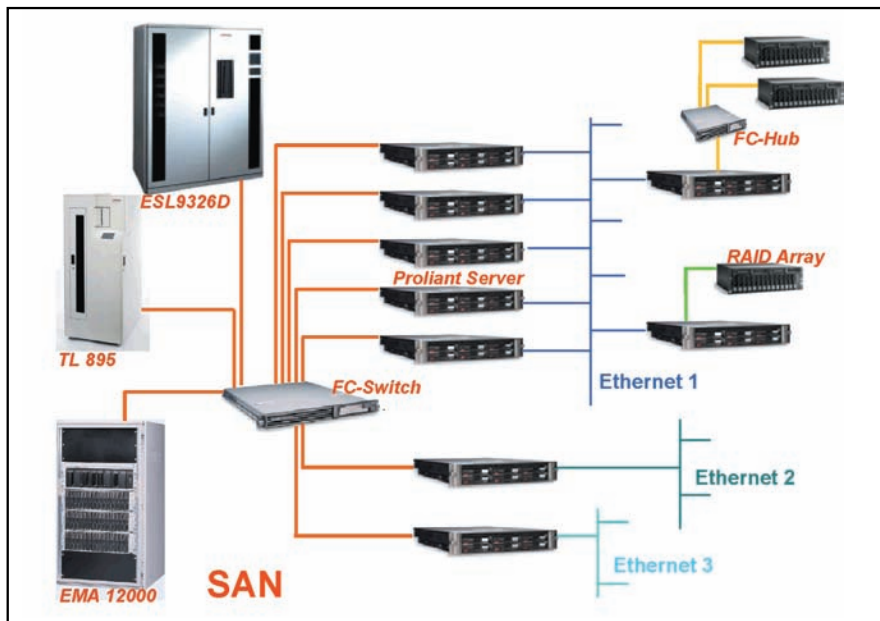 ESL9326D
FC-Hub
TL 895
Proliant Server
RAID Array
FC-Switch
Ethernet 1
Ethernet 2
Ethernet 3
EMA 12000
SAN